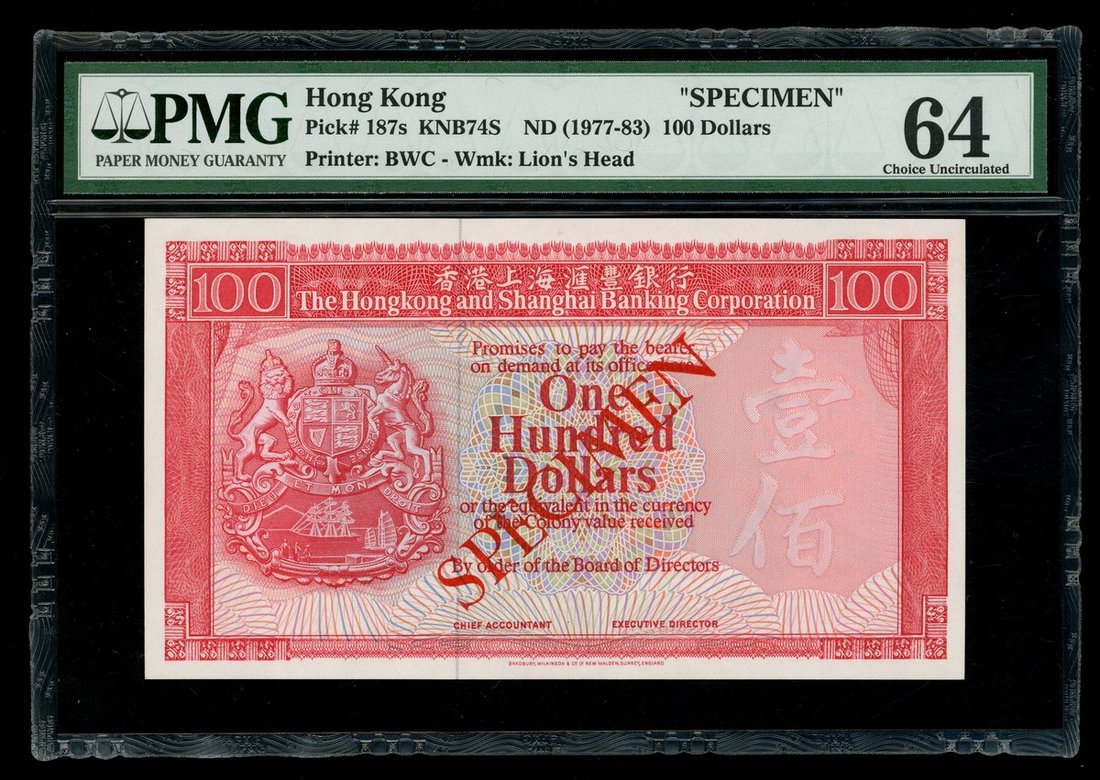 PMG
PAPER MONEY GUARANTY
Hong Kong "SPECIMEN"
Pick# 187s KNB74S ND (1977-83) 100 Dollars
Printer: BWC - Wmk: Lion's Head
64
Choice Uncirculated
100
香港上海滙豐銀行
The Hongkong and Shanghai Banking Corporation
100
Promises to pay the bearer
on demand at its office here
One
Hundred
Dollars
or the equivalent in the currency
of the Colony value received
By order of the Board of Directors
SPECIMEN
壹
佰
DIEU ET MON DROIT
CHIEF ACCOUNTANT EXECUTIVE DIRECTOR
BRADBURY, WILKINSON & Co Ld NEW MALDEN, SURREY, ENGLAND